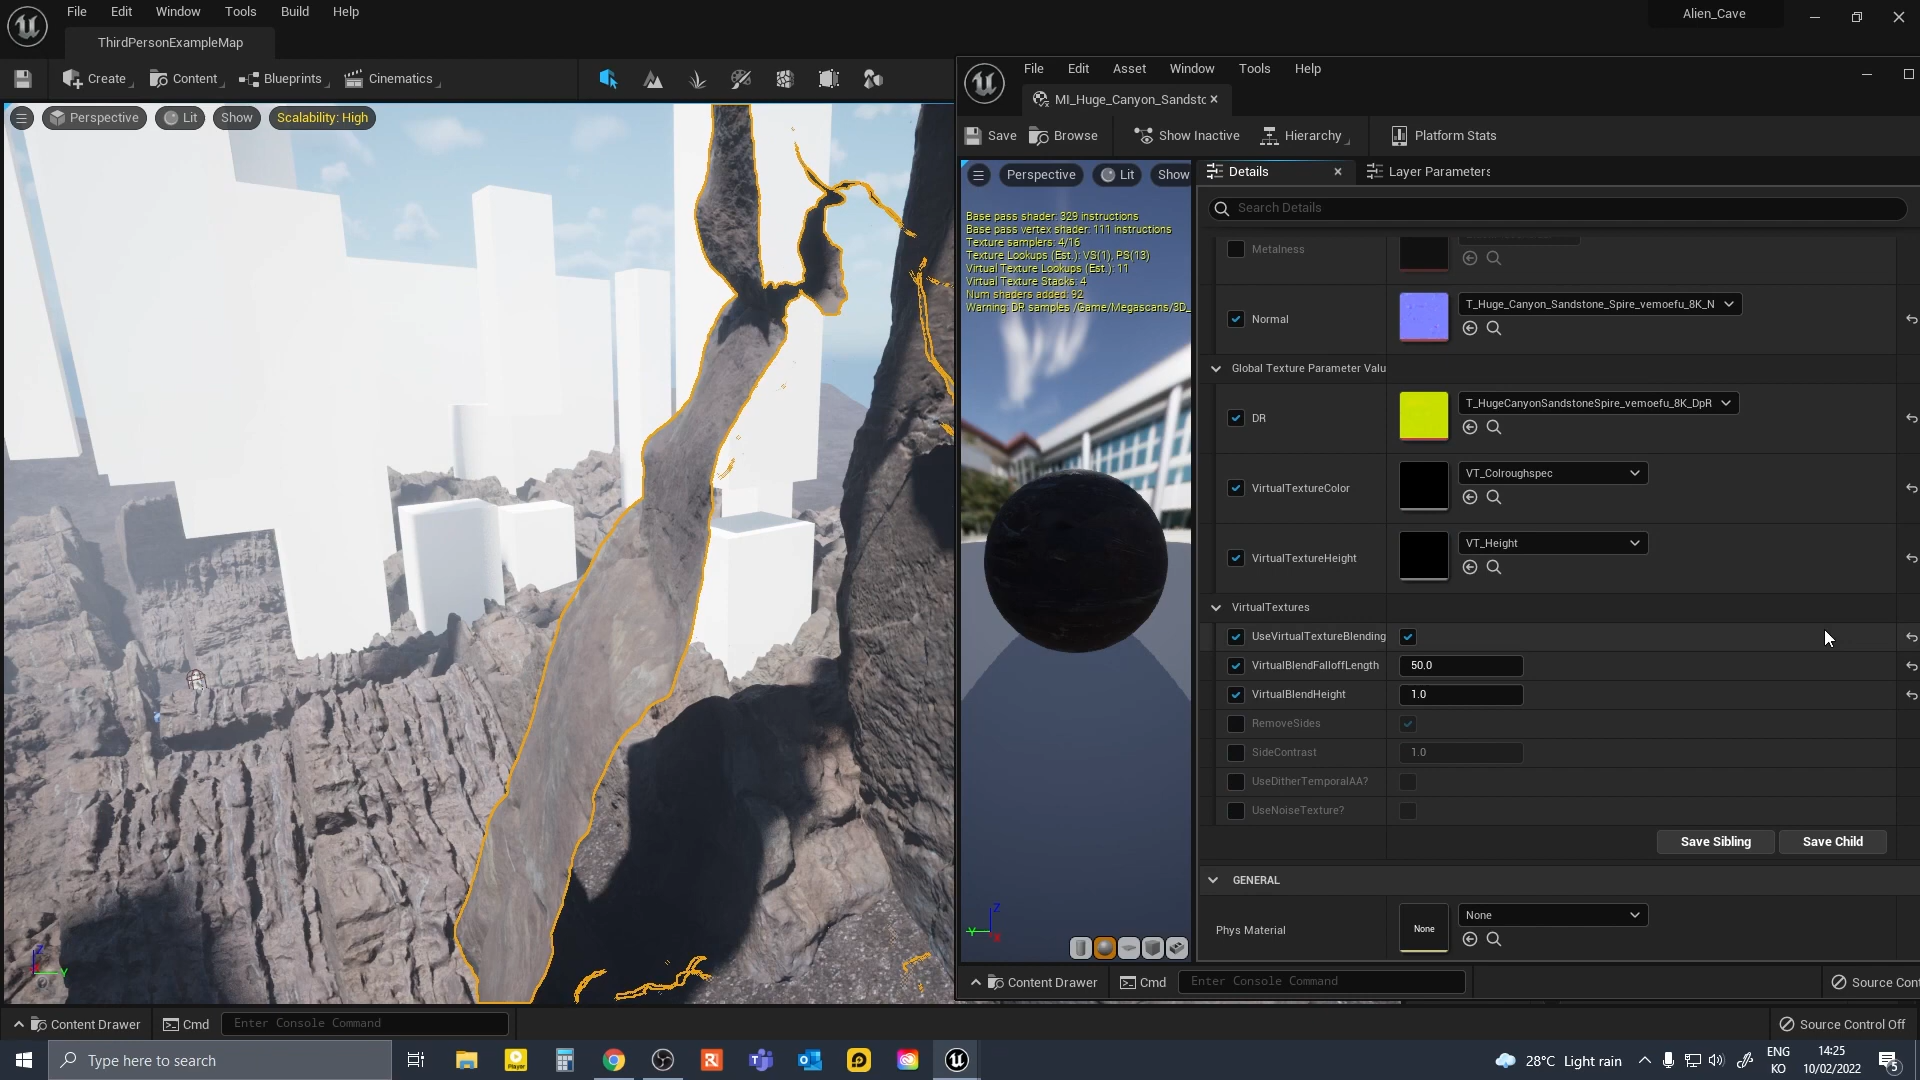 File Edit Window Tools Build Help
Alien_Cave
ThirdPersonExampleMap
Create Content Blueprints Cinematics
Perspective Lit Show Scalability: High
File Edit Asset Window Tools Help
MI_Huge_Canyon_Sandstc
Save Browse Show Inactive Hierarchy Platform Stats
Perspective Lit Show
Base pass shader: 329 instructions
Base pass vertex shader: 111 instructions
Texture samplers: 4/16
Texture Lookups (Est.): VS(1), PS(13)
Virtual Texture Lookups (Est.): 11
Virtual Texture Stacks: 4
Num shaders added: 92
Warning: DR samples /Game/Megascans/3D_
Details Layer Parameters
Search Details
Metalness
Normal T_Huge_Canyon_Sandstone_Spire_vemoefu_8K_N
Global Texture Parameter Valu
DR T_HugeCanyonSandstoneSpire_vemoefu_8K_DpR
VirtualTextureColor VT_Colroughspec
VirtualTextureHeight VT_Height
VirtualTextures
UseVirtualTextureBlending
VirtualBlendFalloffLength 50.0
VirtualBlendHeight 1.0
RemoveSides
SideContrast 1.0
UseDitherTemporalAA?
UseNoiseTexture?
Save Sibling Save Child
GENERAL
Phys Material None None
Z
Y
X
Z
Y
Content Drawer Cmd Enter Console Command Source Cont
Content Drawer Cmd Enter Console Command Source Control Off
Type here to search
Player
28°C Light rain
ENG
KO
14:25
10/02/2022
5